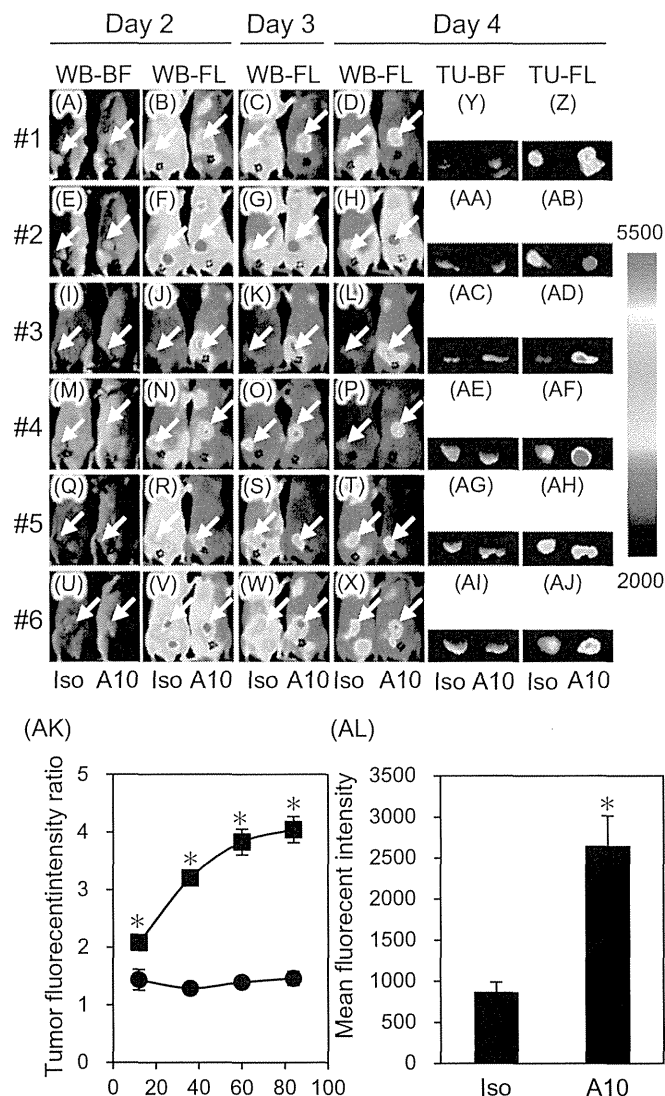 Day 2 Day 3 Day 4
WB-BF WB-FL WB-FL WB-FL TU-BF TU-FL
#1 (A) (B) (C) (D) (Y) (Z)
#2 (E) (F) (G) (H) (AA) (AB)
#3 (I) (J) (K) (L) (AC) (AD)
#4 (M) (N) (O) (P) (AE) (AF)
#5 (Q) (R) (S) (T) (AG) (AH)
#6 (U) (V) (W) (X) (AI) (AJ)
Iso A10 Iso A10 Iso A10 Iso A10 Iso A10 Iso A10
5500
2000
(AK)
Tumor fluorecentintensity ratio
5
4
3
2
1
0
0 20 40 60 80 100
* * * *
(AL)
Mean fluorecent intensity
3500
3000
2500
2000
1500
1000
500
0
*
Iso A10